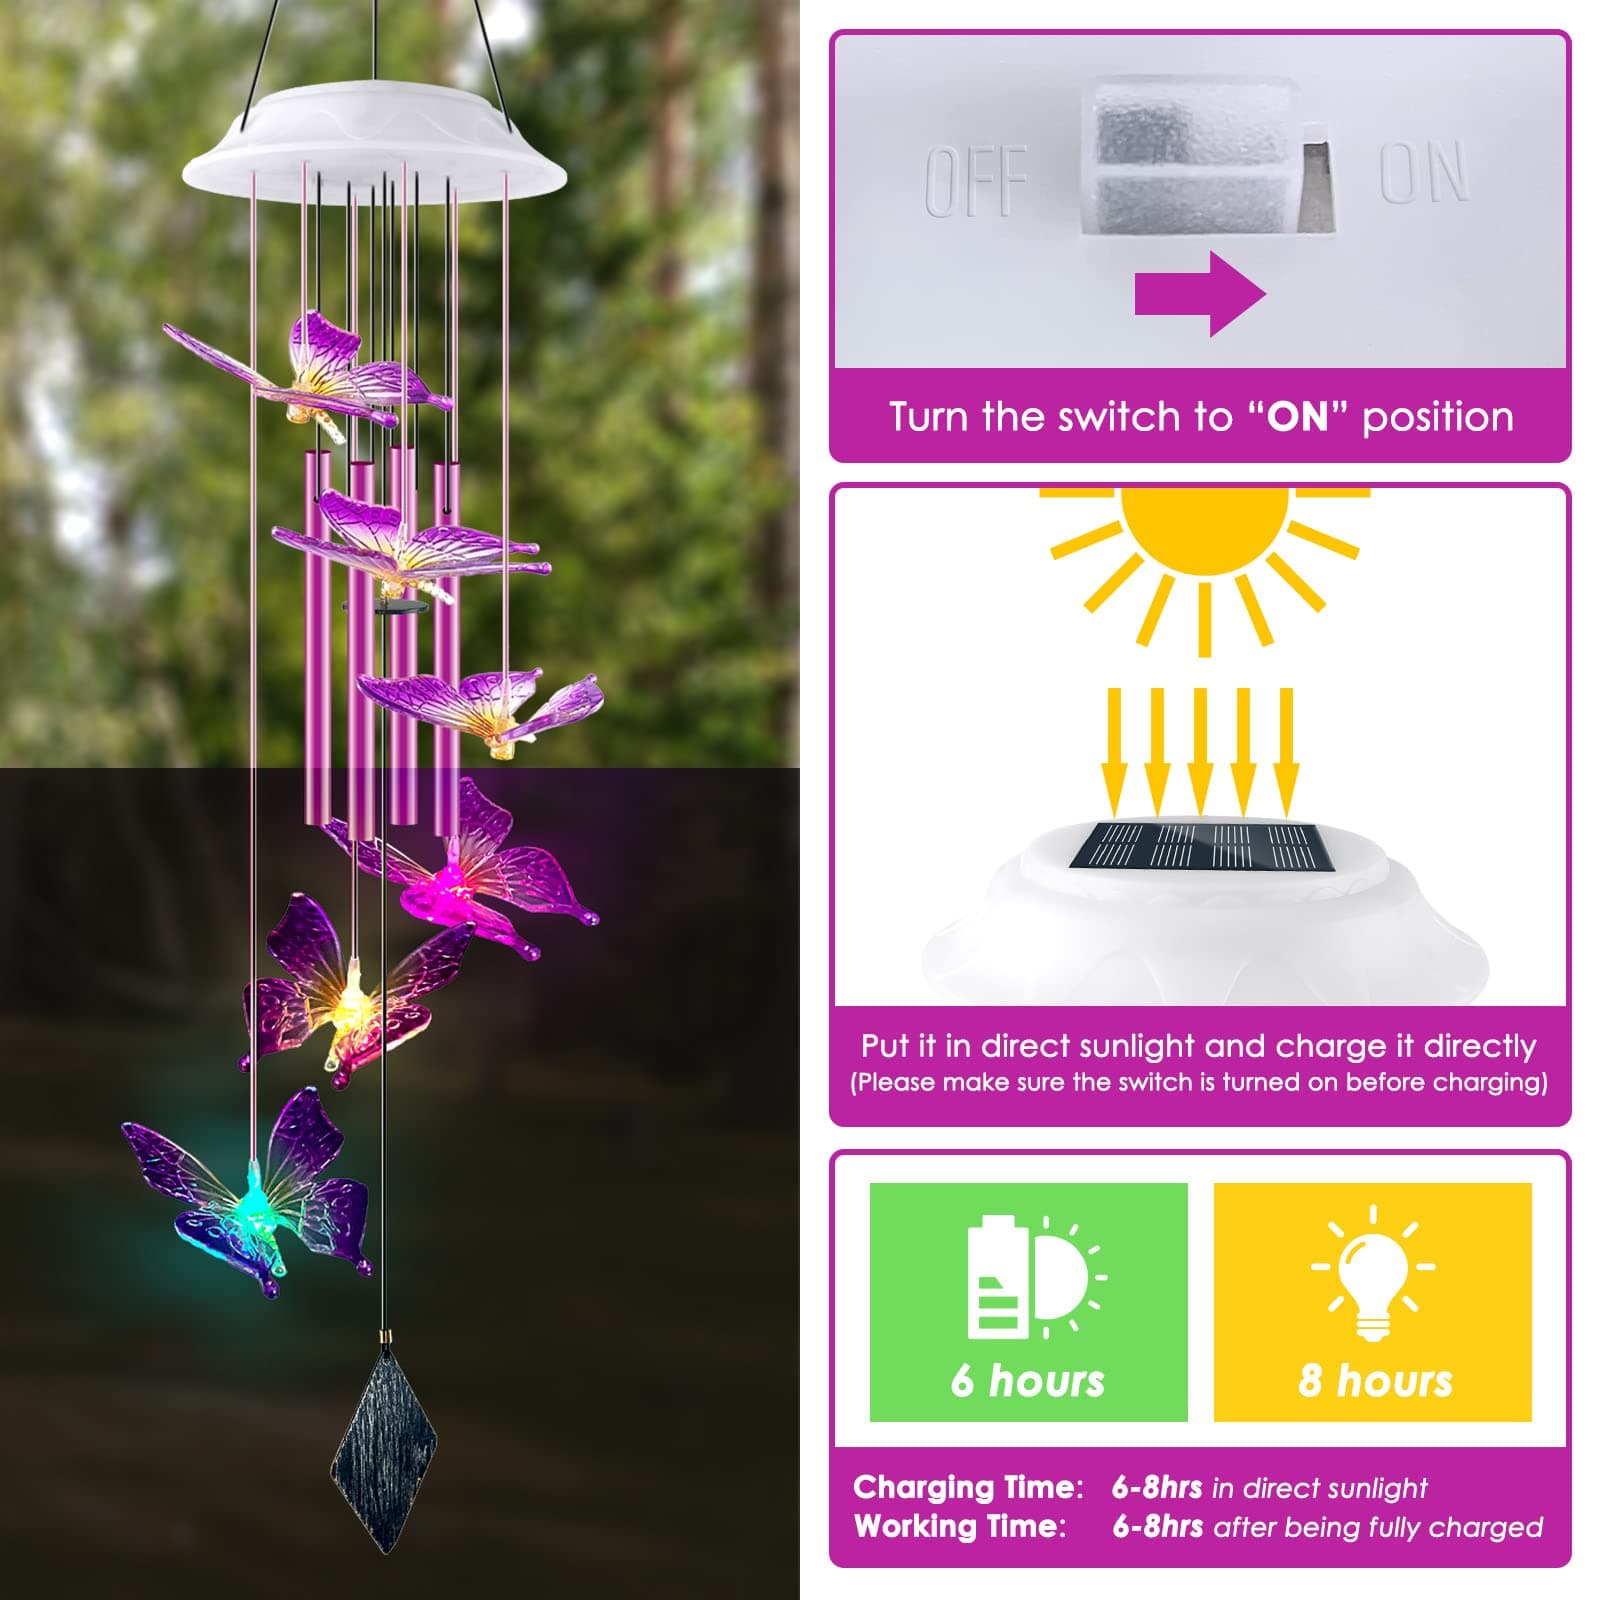 OFF ON
Turn the switch to “ON” position
Put it in direct sunlight and charge it directly
(Please make sure the switch is turned on before charging)
6 hours
8 hours
Charging Time: 6-8hrs in direct sunlight
Working Time: 6-8hrs after being fully charged